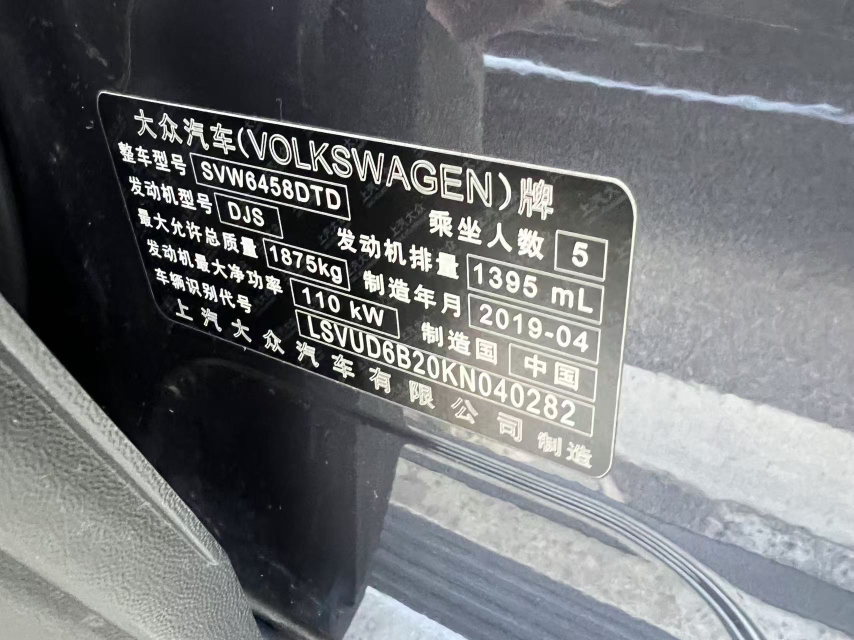 大众汽车(VOLKSWAGEN)牌
整车型号 SVW6458DTD 乘坐人数 5
发动机型号 DJS 发动机排量 1395 mL
最大允许总质量 1875kg 制造年月 2019-04
发动机最大净功率 110 kW 制造国 中国
车辆识别代号 LSVUD6B20KN040282
上汽大众汽车有限公司制造